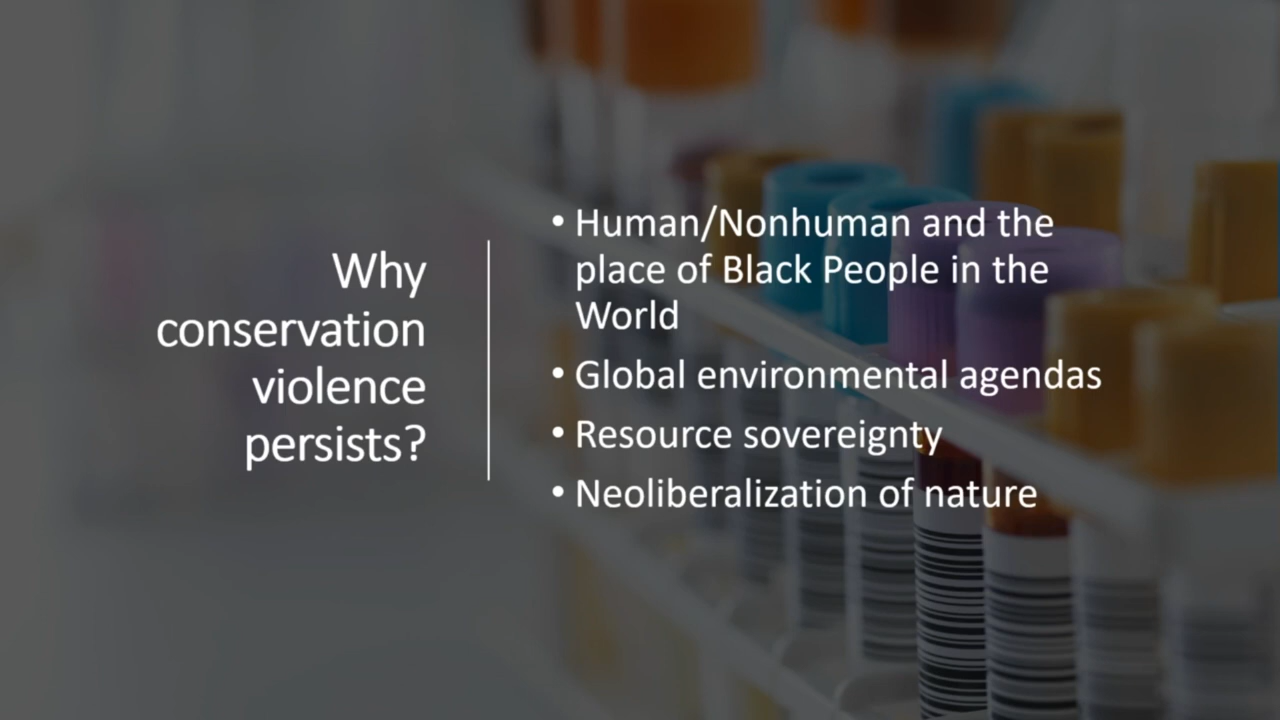 Why
conservation
violence
persists?
• Human/Nonhuman and the
place of Black People in the
World
• Global environmental agendas
• Resource sovereignty
• Neoliberalization of nature